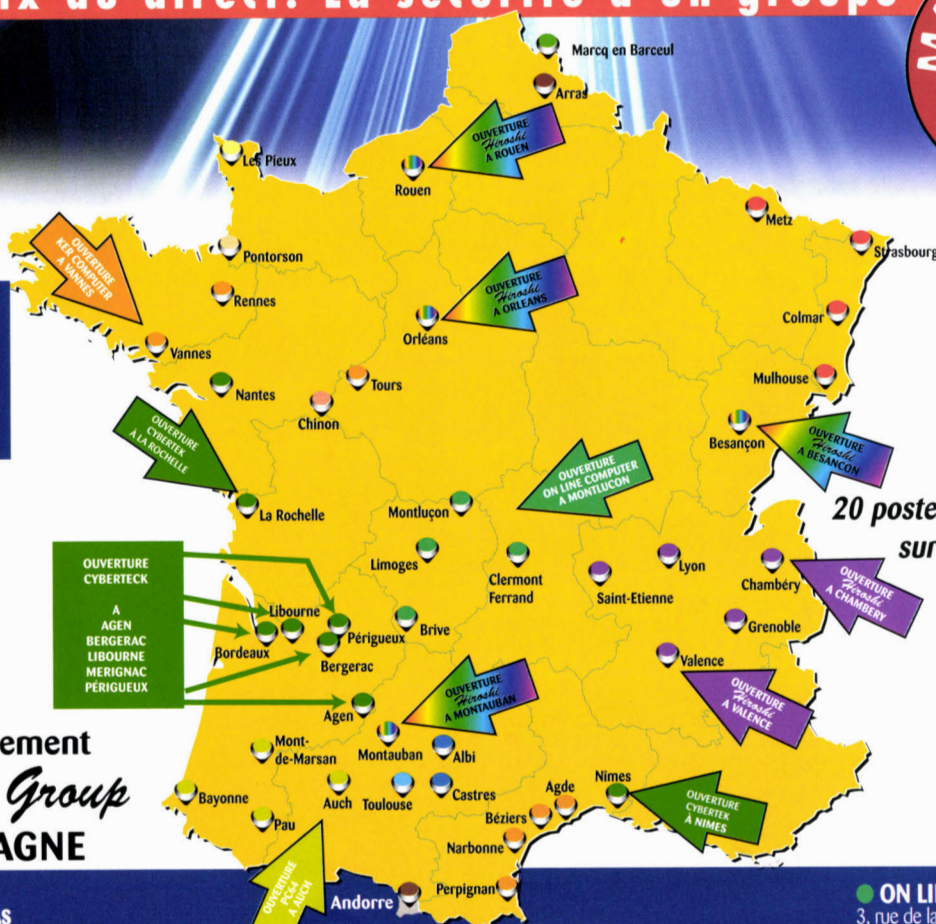 Marcq en Barceul
Arras
OUVERTURE
Hiroshi
A ROUEN
Les Pieux
Rouen
Metz
OUVERTURE
KER COMPUTER
A VANNES
Pontorson
Strasbourg
OUVERTURE
Hiroshi
A ORLEANS
Rennes
Colmar
Orléans
Vannes
Nantes
Tours
Mulhouse
Chinon
OUVERTURE
CYBERTEK
À LA ROCHELLE
Besançon
OUVERTURE
Hiroshi
A BESANCON
OUVERTURE
ON LINE COMPUTER
A MONTLUCON
La Rochelle
Montluçon
20 poste
sur
Limoges
Clermont
Ferrand
Lyon
Saint-Etienne
Chambéry
OUVERTURE
Hiroshi
A CHAMBERY
OUVERTURE
CYBERTECK
A
AGEN
BERGERAC
LIBOURNE
MERIGNAC
PÉRIGUEUX
Libourne
Bordeaux
Périgueux
Bergerac
Brive
Grenoble
Valence
OUVERTURE
Hiroshi
A VALENCE
Agen
OUVERTURE
Hiroshi
A MONTAUBAN
Montauban
Albi
Mont-
de-Marsan
ement
Group
AGNE
Bayonne
Auch
Toulouse
Castres
Pau
Agde
Nimes
OUVERTURE
CYBERTEK
À NIMES
Béziers
Narbonne
OUVERTURE
PC64
A AUCH
Andorre
Perpignan
ON LI
3, rue de la